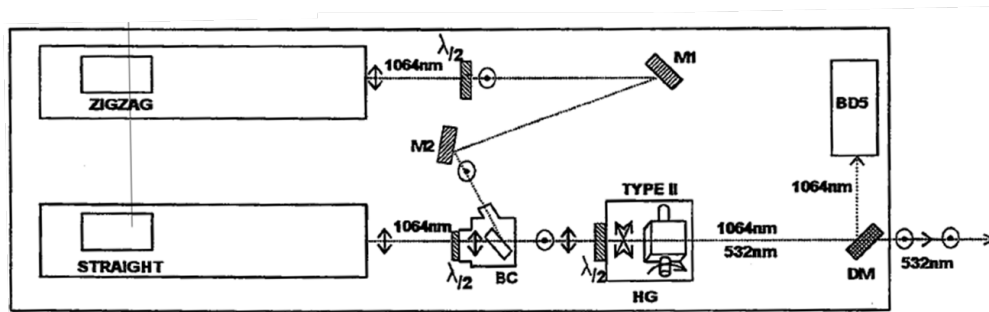 λ/2
M1
1064nm
ZIGZAG
BD5
M2
TYPE II
1064nm
1064nm
1064nm
532nm
STRAIGHT
λ/2
BC
λ/2
HG
DM
532nm